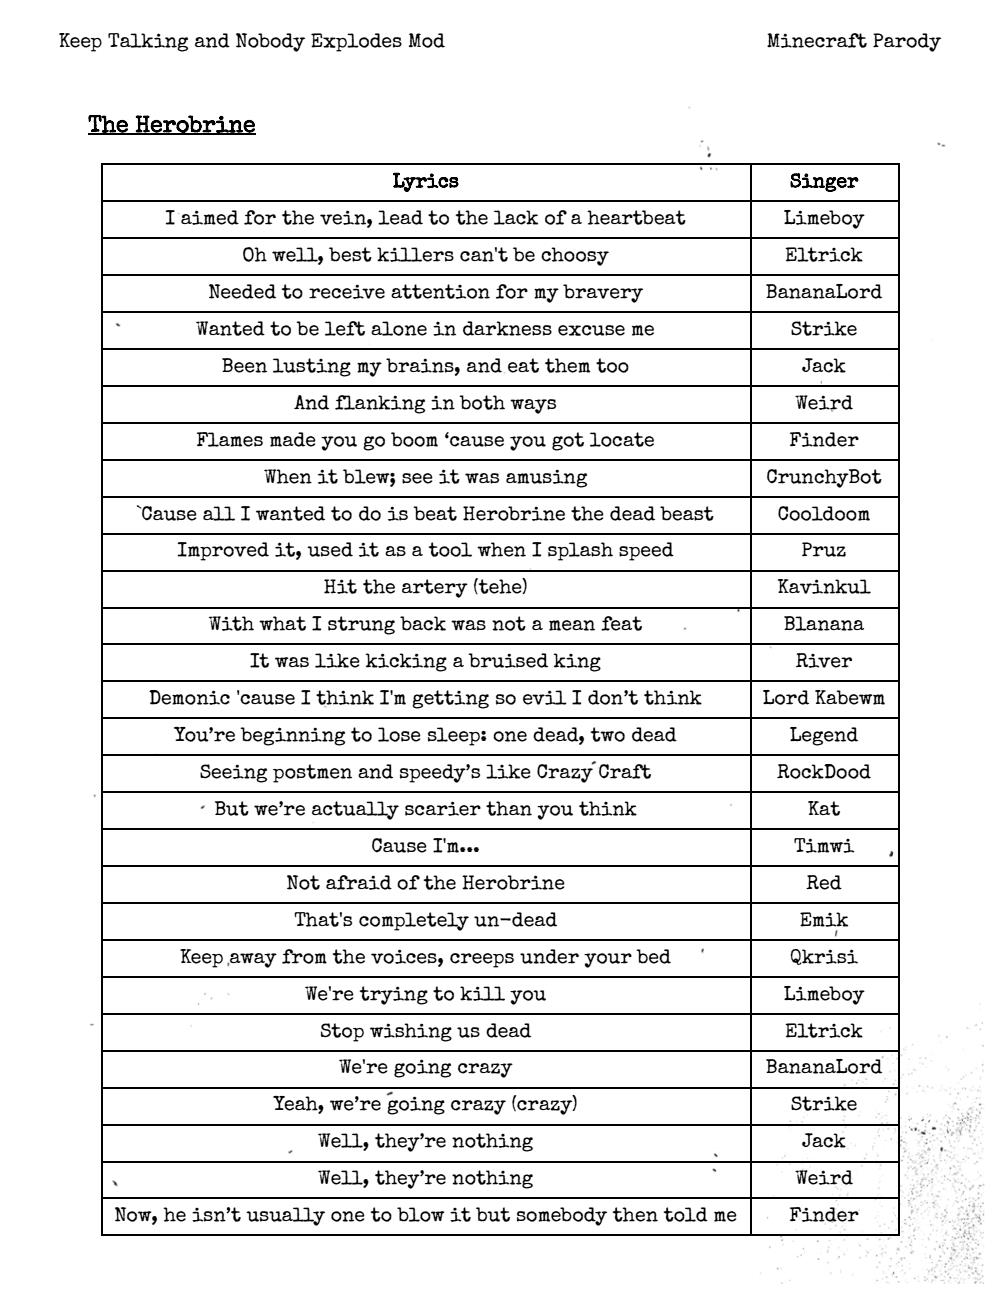 Keep Talking and Nobody Explodes Mod Minecraft Parody
The Herobrine
Lyrics Singer
I aimed for the vein, lead to the lack of a heartbeat Limeboy
Oh well, best killers can't be choosy Eltrick
Needed to receive attention for my bravery BananaLord
Wanted to be left alone in darkness excuse me Strike
Been lusting my brains, and eat them too Jack
And flanking in both ways Weird
Flames made you go boom ‘cause you got locate Finder
When it blew; see it was amusing CrunchyBot
`Cause all I wanted to do is beat Herobrine the dead beast Cooldoom
Improved it, used it as a tool when I splash speed Pruz
Hit the artery (tehe) Kavinkul
With what I strung back was not a mean feat Blanana
It was like kicking a bruised king River
Demonic 'cause I think I'm getting so evil I don’t think Lord Kabewm
You’re beginning to lose sleep: one dead, two dead Legend
Seeing postmen and speedy’s like Crazy Craft RockDood
But we’re actually scarier than you think Kat
Cause I'm... Timwi
Not afraid of the Herobrine Red
That's completely un-dead Emik
Keep away from the voices, creeps under your bed Qkrisi
We're trying to kill you Limeboy
Stop wishing us dead Eltrick
We're going crazy BananaLord
Yeah, we’re going crazy (crazy) Strike
Well, they’re nothing Jack
Well, they’re nothing Weird
Now, he isn’t usually one to blow it but somebody then told me Finder